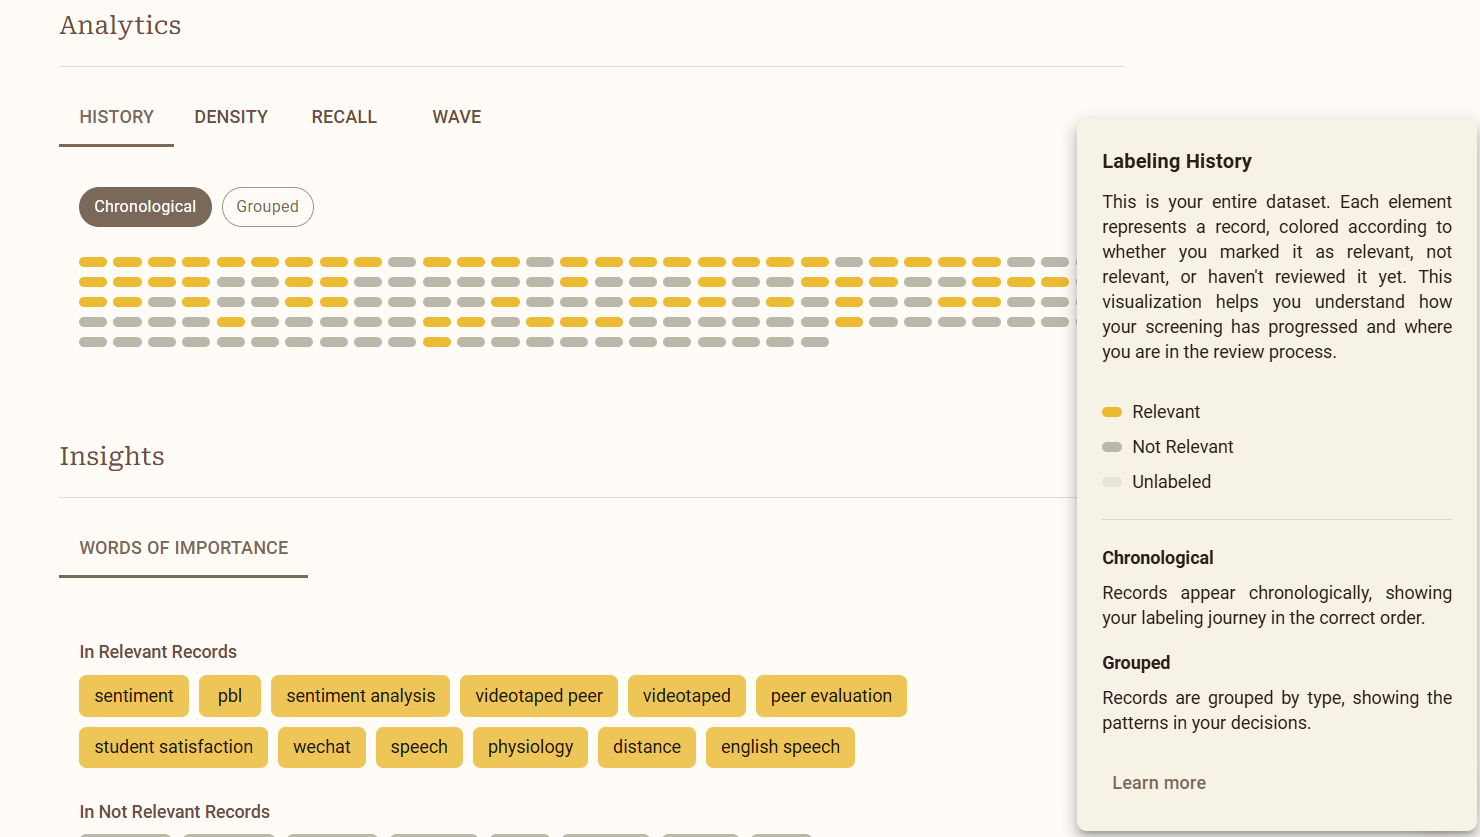 Analytics
HISTORY DENSITY RECALL WAVE
Chronological Grouped
Insights
WORDS OF IMPORTANCE
In Relevant Records
sentiment pbl sentiment analysis videotaped peer videotaped peer evaluation
student satisfaction wechat speech physiology distance english speech
In Not Relevant Records
Labeling History
This is your entire dataset. Each element
represents a record, colored according to
whether you marked it as relevant, not
relevant, or haven't reviewed it yet. This
visualization helps you understand how
your screening has progressed and where
you are in the review process.
Relevant
Not Relevant
Unlabeled
Chronological
Records appear chronologically, showing
your labeling journey in the correct order.
Grouped
Records are grouped by type, showing the
patterns in your decisions.
Learn more